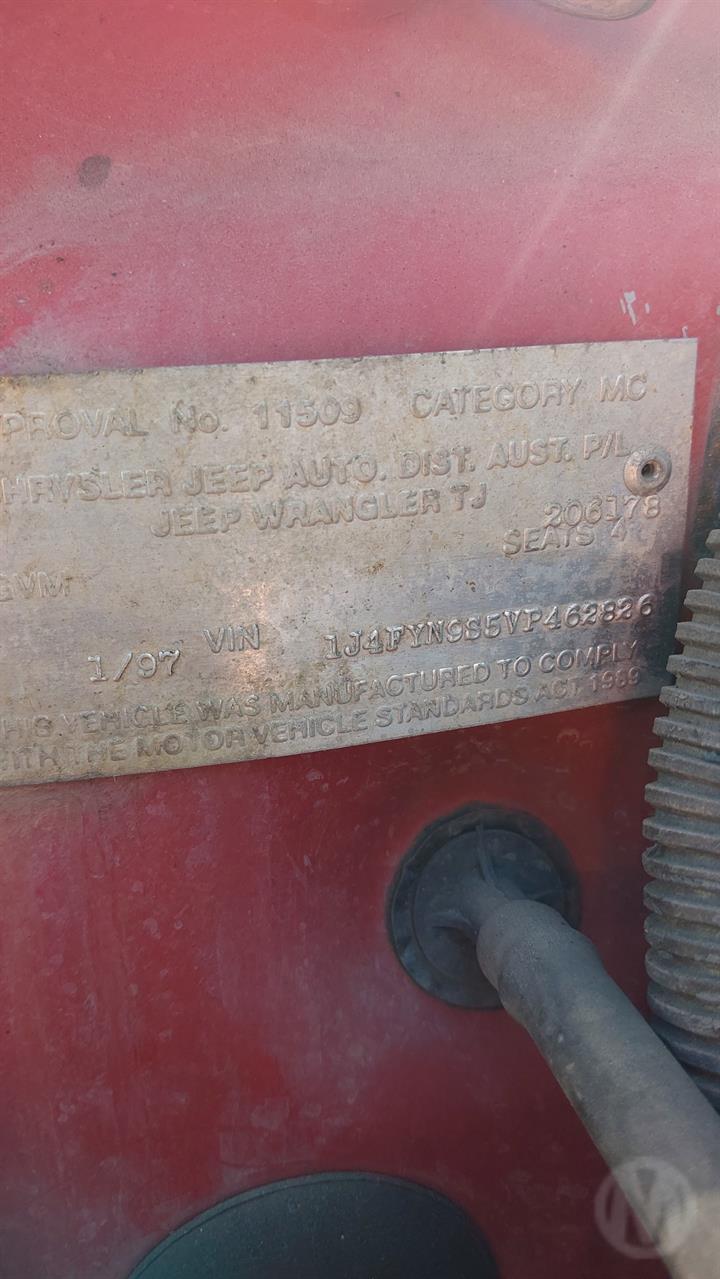 PROVAL No. 11509 CATEGORY MC
HRYSLER JEEP AUTO. DIST. AUST. P/L
JEEP WRANGLER TJ 206178
SEATS 4
GVM
1/97 VIN 1J4FYN9S5VP462826
HIS VEHICLE WAS MANUFACTURED TO COMPLY
WITH THE MOTOR VEHICLE STANDARDS ACT 1989
M